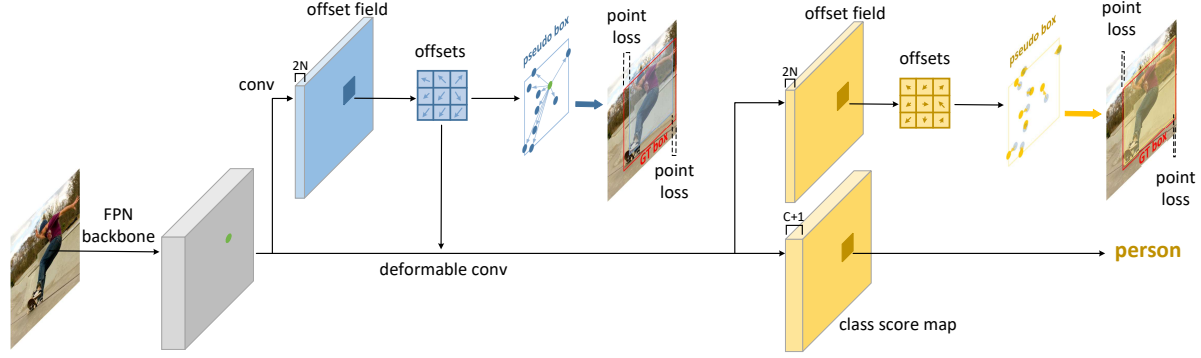 offset field
2N
conv
offsets
pseudo box
point
loss
GT box
point
loss
FPN
backbone
deformable conv
offset field
2N
offsets
pseudo box
point
loss
GT box
point
loss
C+1
class score map
person